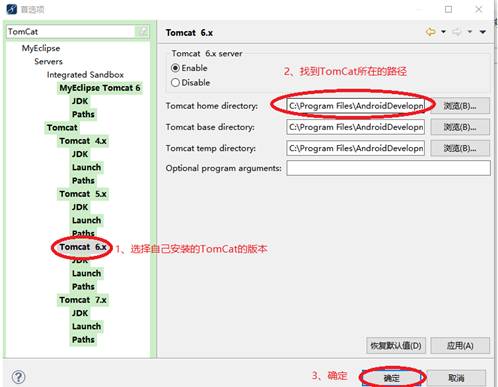 首选项
TomCat
Tomcat 6.x
MyEclipse
Servers
Integrated Sandbox
MyEclipse Tomcat 6
JDK
Paths
Tomcat
Tomcat 4.x
JDK
Launch
Paths
Tomcat 5.x
JDK
Launch
Paths
Tomcat 6.x
JDK
Launch
Paths
Tomcat 7.x
JDK
Launch
Paths
Tomcat 6.x server
Enable
Disable
2、找到TomCat所在的路径
Tomcat home directory: C:\Program Files\AndroidDevelopn 浏览(B)...
Tomcat base directory: C:\Program Files\AndroidDevelopn 浏览(B)...
Tomcat temp directory: C:\Program Files\AndroidDevelopn 浏览(B)...
Optional program arguments:
1、选择自己安装的TomCat的版本
恢复默认值(D) 应用(A)
3、确定
确定 取消